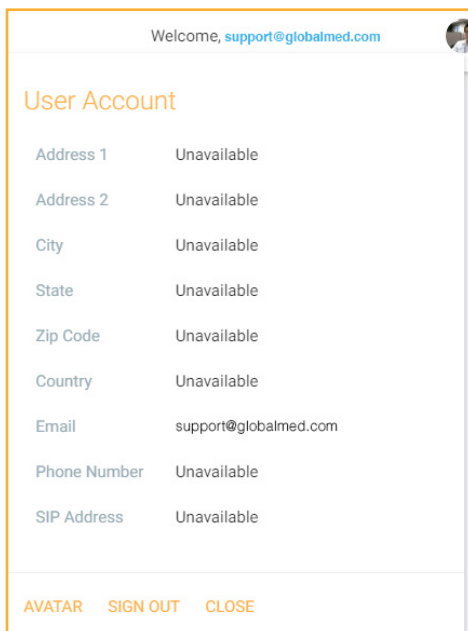 Welcome, support@globalmed.com
User Account
Address 1 Unavailable
Address 2 Unavailable
City Unavailable
State Unavailable
Zip Code Unavailable
Country Unavailable
Email support@globalmed.com
Phone Number Unavailable
SIP Address Unavailable
AVATAR SIGN OUT CLOSE